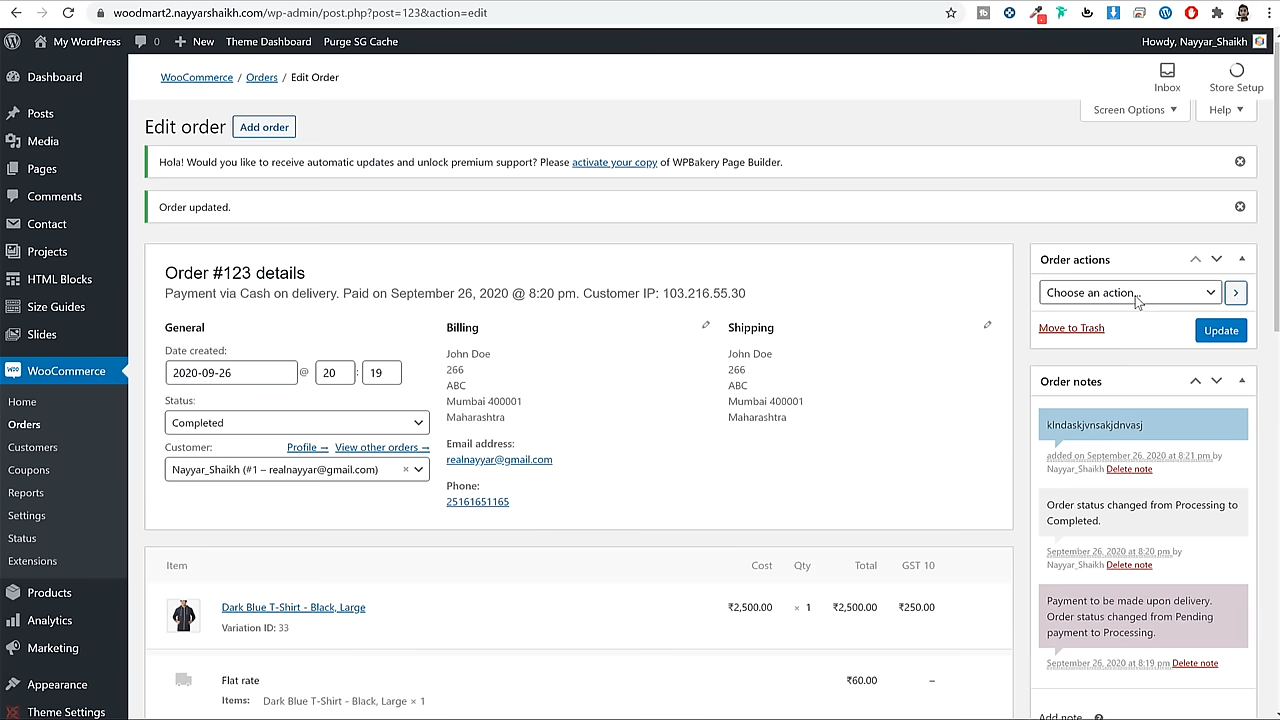 woodmart2.nayyarshaikh.com/wp-admin/post.php?post=123&action=edit
My WordPress
0
New
Theme Dashboard
Purge SG Cache
Howdy, Nayyar_Shaikh
Dashboard
Posts
Media
Pages
Comments
Contact
Projects
HTML Blocks
Size Guides
Slides
WooCommerce
Home
Orders
Customers
Coupons
Reports
Settings
Status
Extensions
Products
Analytics
Marketing
Appearance
Theme Settings
WooCommerce / Orders / Edit Order
Inbox
Store Setup
Screen Options
Help
Edit order
Add order
Hola! Would you like to receive automatic updates and unlock premium support? Please activate your copy of WPBakery Page Builder.
Order updated.
Order #123 details
Payment via Cash on delivery. Paid on September 26, 2020 @ 8:20 pm. Customer IP: 103.216.55.30
General
Date created:
2020-09-26 @ 20 : 19
Status:
Completed
Customer:
Profile →
View other orders →
Nayyar_Shaikh (#1 – realnayyar@gmail.com) ×
Billing
John Doe
266
ABC
Mumbai 400001
Maharashtra
Email address:
realnayyar@gmail.com
Phone:
25161651165
Shipping
John Doe
266
ABC
Mumbai 400001
Maharashtra
Item
Cost
Qty
Total
GST 10
Dark Blue T-Shirt - Black, Large
₹2,500.00
× 1
₹2,500.00
₹250.00
Variation ID: 33
Flat rate
₹60.00
–
Items: Dark Blue T-Shirt - Black, Large × 1
Order actions
Choose an action...
Move to Trash
Update
Order notes
klndaskjvnsakjdnvasj
added on September 26, 2020 at 8:21 pm by
Nayyar_Shaikh Delete note
Order status changed from Processing to
Completed.
September 26, 2020 at 8:20 pm by
Nayyar_Shaikh Delete note
Payment to be made upon delivery.
Order status changed from Pending
payment to Processing.
September 26, 2020 at 8:19 pm Delete note
Add note